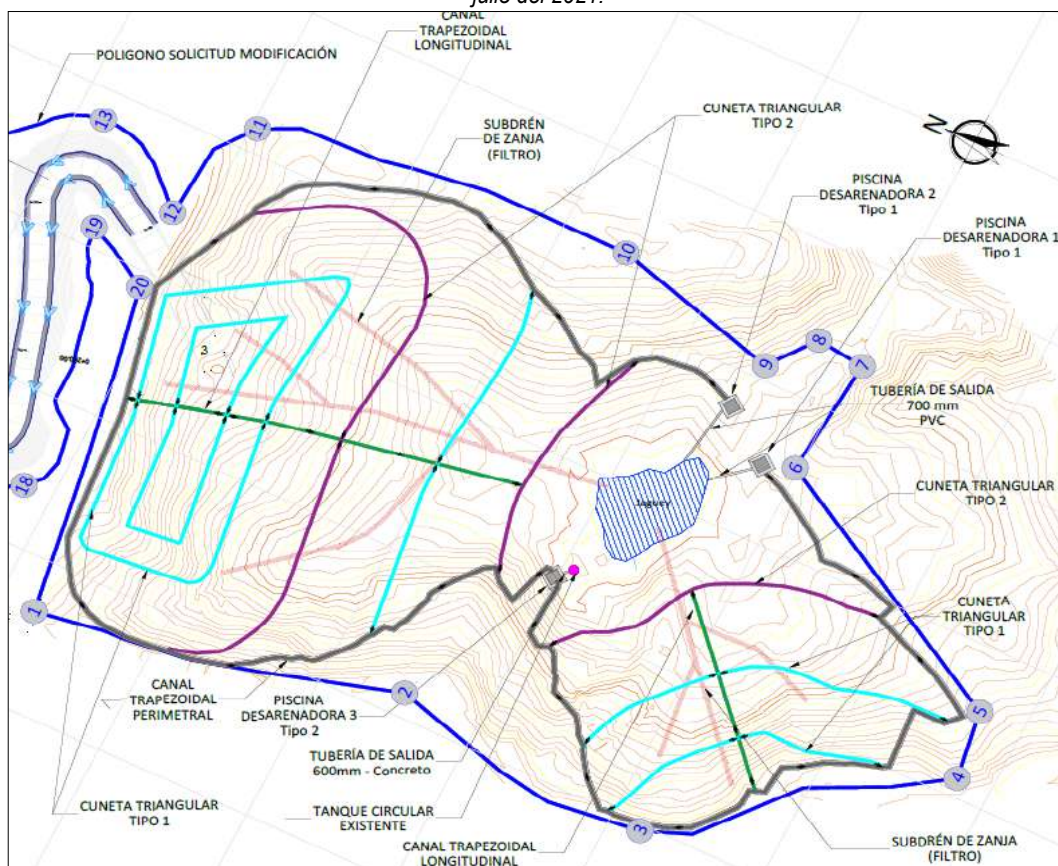 julio del 2021.
CANAL
TRAPEZOIDAL
LONGITUDINAL
POLIGONO SOLICITUD MODIFICACIÓN
13
11
SUBDRÉN
DE ZANJA
(FILTRO)
CUNETA TRIANGULAR
TIPO 2
N
PISCINA
DESARENADORA 2
Tipo 1
PISCINA
DESARENADORA 1
Tipo 1
12
19
10
20
3
8
9
7
TUBERÍA DE SALIDA
700 mm
PVC
6
18
Jaguey
CUNETA TRIANGULAR
TIPO 2
1
CUNETA
TRIANGULAR
TIPO 1
CANAL
TRAPEZOIDAL
PERIMETRAL
PISCINA
DESARENADORA 3
Tipo 2
2
5
TUBERÍA DE SALIDA
600mm - Concreto
4
CUNETA TRIANGULAR
TIPO 1
TANQUE CIRCULAR
EXISTENTE
3
CANAL TRAPEZOIDAL
LONGITUDINAL
SUBDRÉN DE ZANJA
(FILTRO)